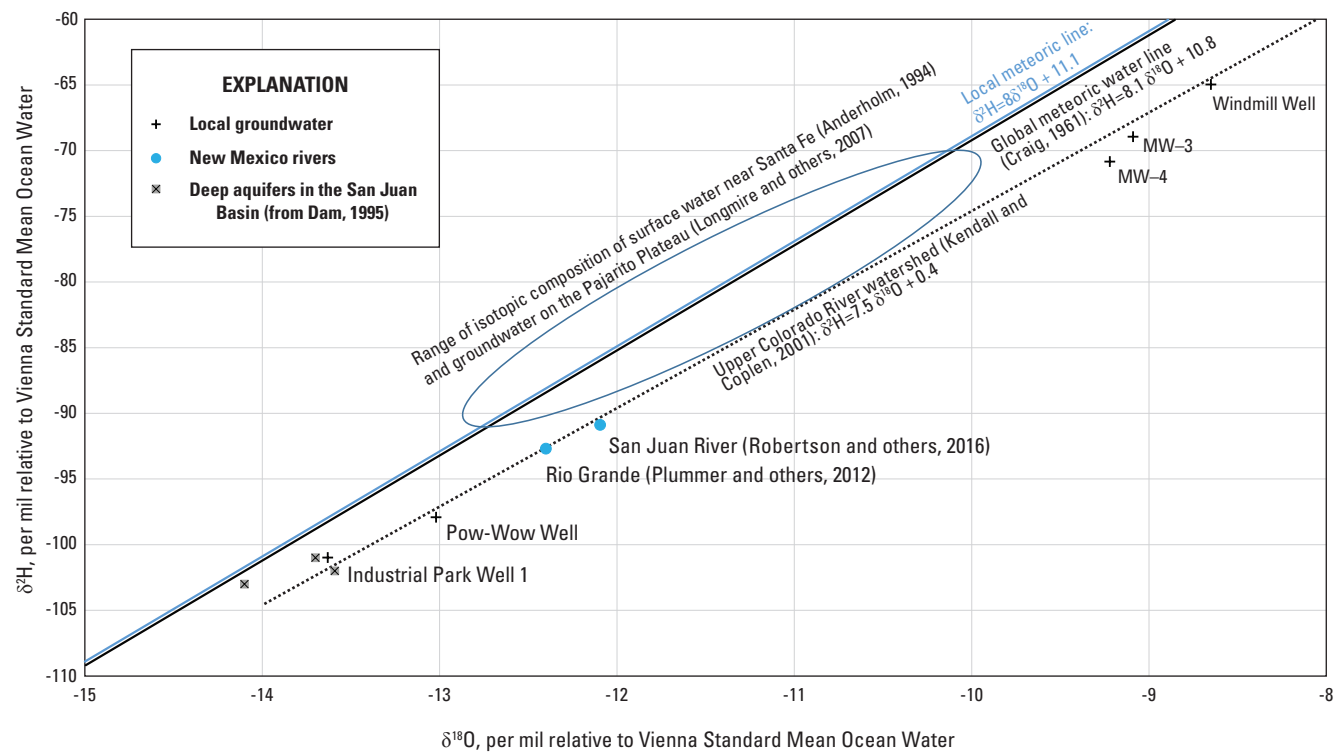 -60
-65
-70
-75
-80
-85
-90
-95
-100
-105
-110
δ²H, per mil relative to Vienna Standard Mean Ocean Water
EXPLANATION
Local groundwater
New Mexico rivers
Deep aquifers in the San Juan
Basin (from Dam, 1995)
Range of isotopic composition of surface water near Santa Fe (Anderholm, 1994)
and groundwater on the Pajarito Plateau (Longmire and others, 2007)
Local meteoric line:
δ²H=8δ¹⁸O + 11.1
Global meteoric water line
(Craig, 1961): δ²H=8.1 δ¹⁸O + 10.8
Windmill Well
MW–3
MW–4
Upper Colorado River watershed (Kendall and
Coplen, 2001): δ²H=7.5 δ¹⁸O + 0.4
San Juan River (Robertson and others, 2016)
Rio Grande (Plummer and others, 2012)
Pow-Wow Well
Industrial Park Well 1
-15 -14 -13 -12 -11 -10 -9 -8
δ¹⁸O, per mil relative to Vienna Standard Mean Ocean Water